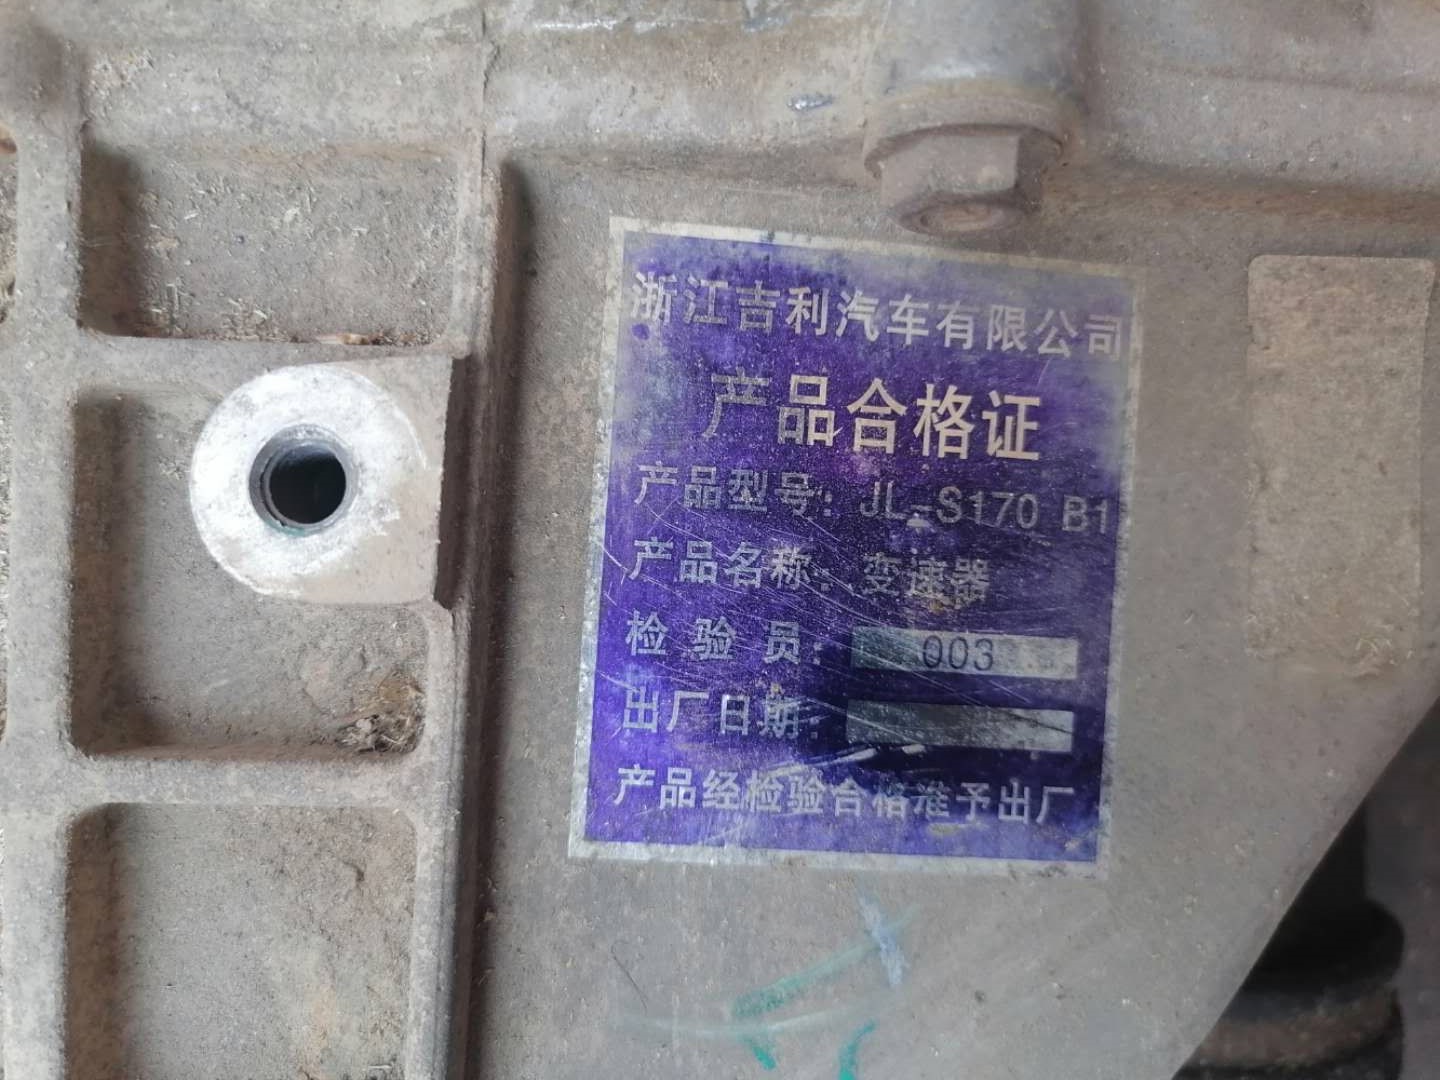 浙江吉利汽车有限公司
产品合格证
产品型号：JL-S170 B1
产品名称：变速器
检验员：003
出厂日期：
产品经检验合格准予出厂